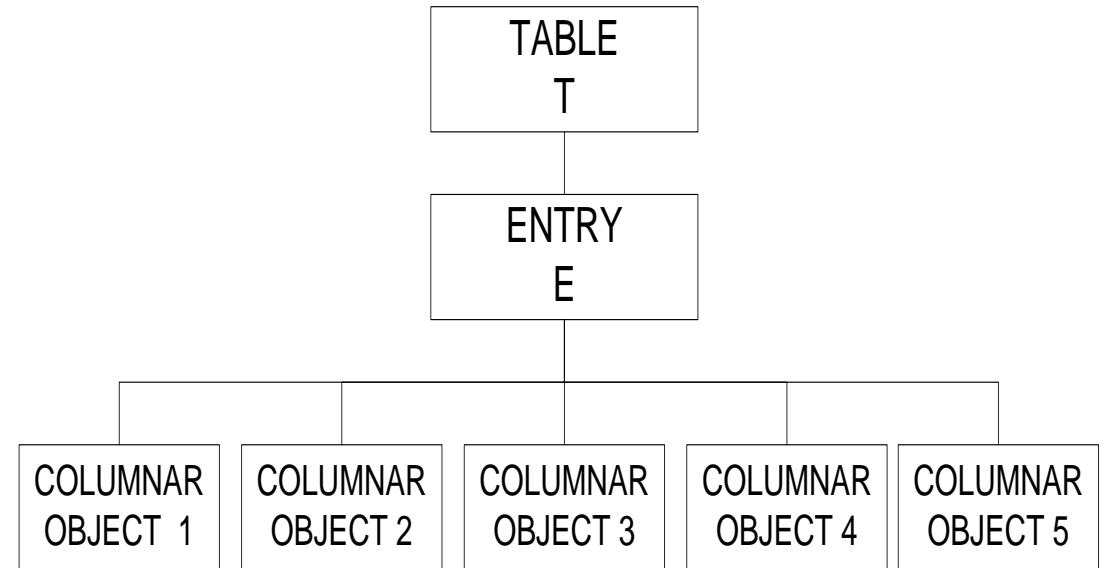 TABLE
T
ENTRY
E
COLUMNAR
OBJECT 1
COLUMNAR
OBJECT 2
COLUMNAR
OBJECT 3
COLUMNAR
OBJECT 4
COLUMNAR
OBJECT 5